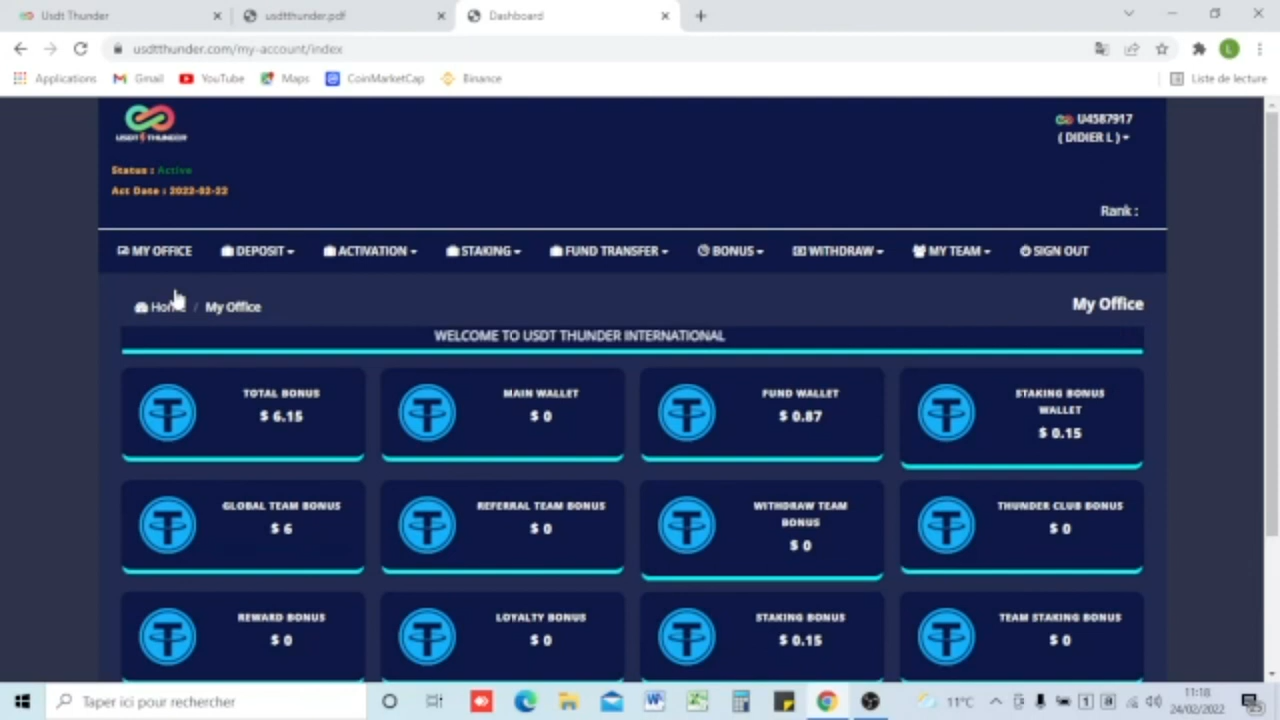 Usdt Thunder
usdtthunder.pdf
Dashboard
usdtthunder.com/my-account/index
Applications
Gmail
YouTube
Maps
CoinMarketCap
Binance
Liste de lecture
L
USDT THUNDER
U4587917
( DIDIER L )
Status : Active
Act Date : 2022-02-22
Rank :
MY OFFICE
DEPOSIT
ACTIVATION
STAKING
FUND TRANSFER
BONUS
WITHDRAW
MY TEAM
SIGN OUT
Home / My Office
My Office
WELCOME TO USDT THUNDER INTERNATIONAL
TOTAL BONUS
$ 6.15
MAIN WALLET
$ 0
FUND WALLET
$ 0.87
STAKING BONUS
WALLET
$ 0.15
GLOBAL TEAM BONUS
$ 6
REFERRAL TEAM BONUS
$ 0
WITHDRAW TEAM
BONUS
$ 0
THUNDER CLUB BONUS
$ 0
REWARD BONUS
$ 0
LOYALTY BONUS
$ 0
STAKING BONUS
$ 0.15
TEAM STAKING BONUS
$ 0
Taper ici pour rechercher
11°C
11:18
24/02/2022